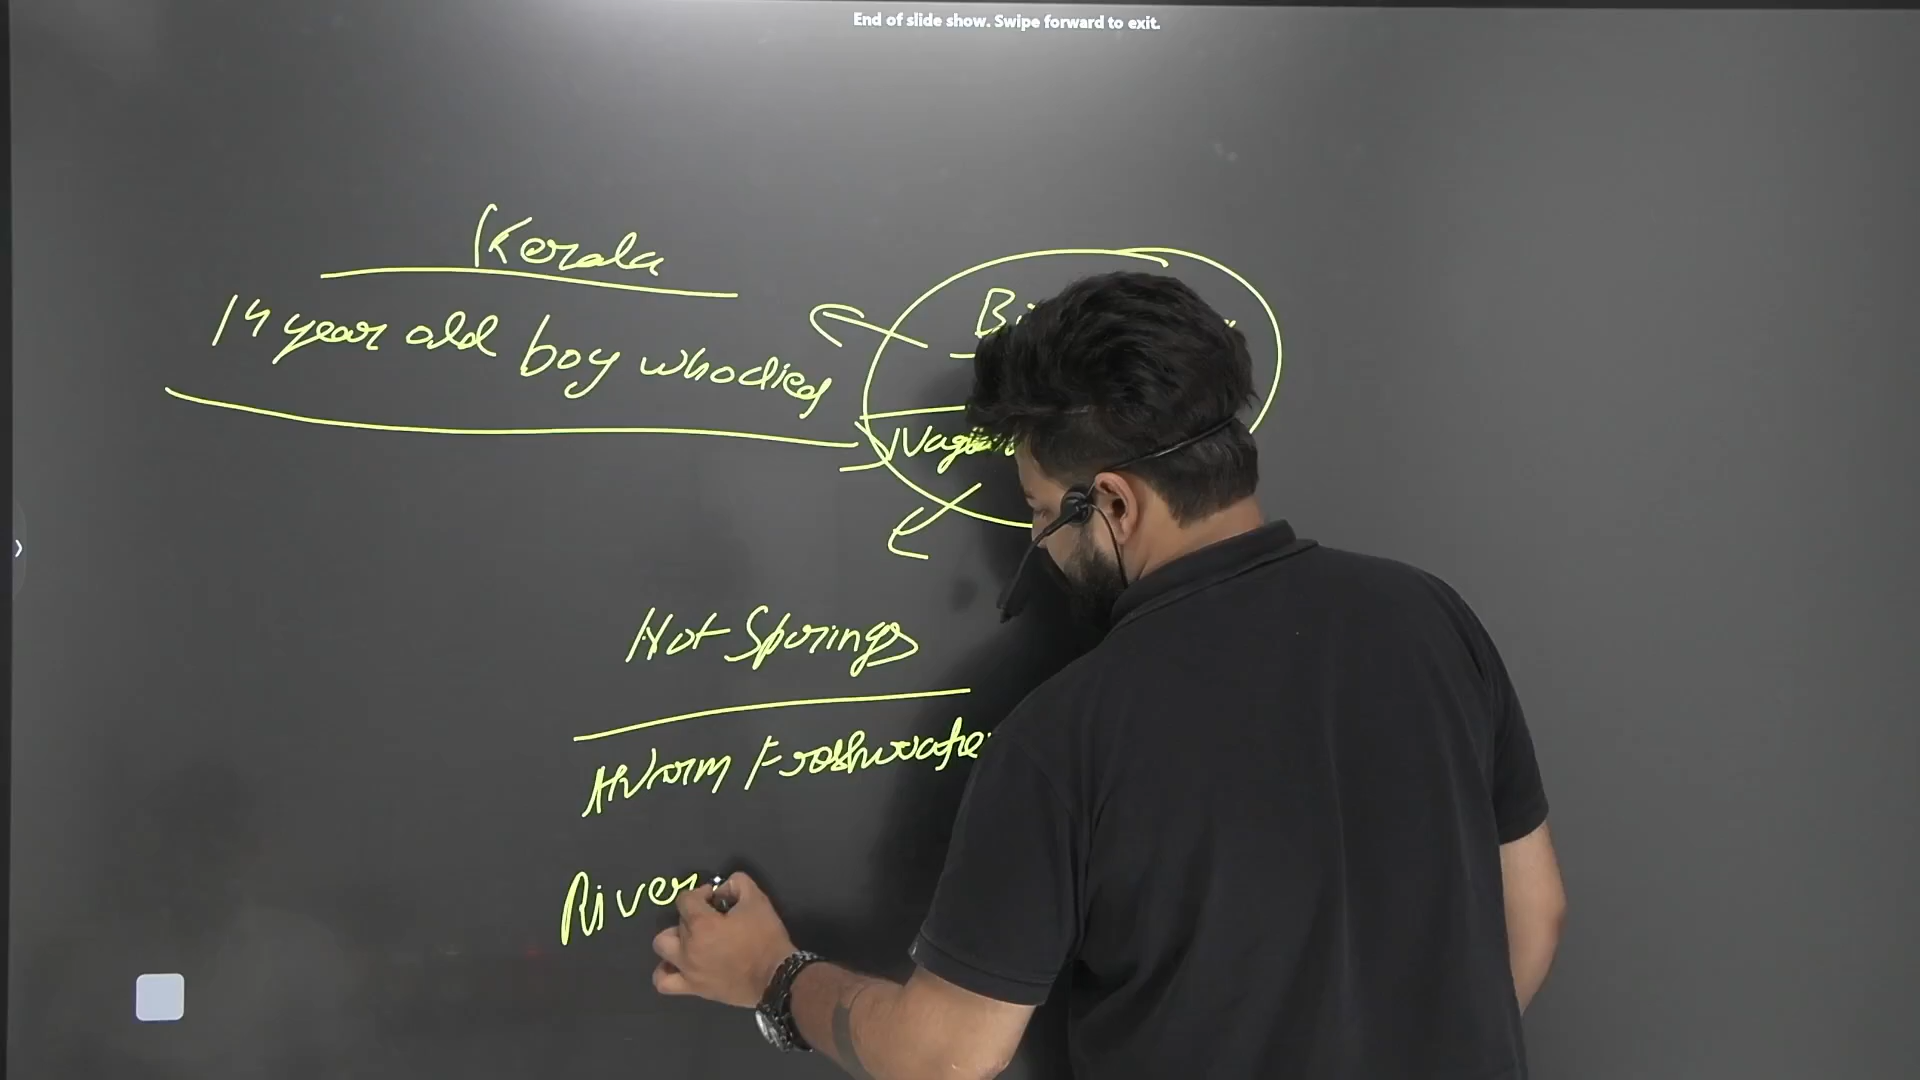 End of slide show. Swipe forward to exit.
Kerala
14 year old boy who died
Hot Springs
Warm Freshwater
River